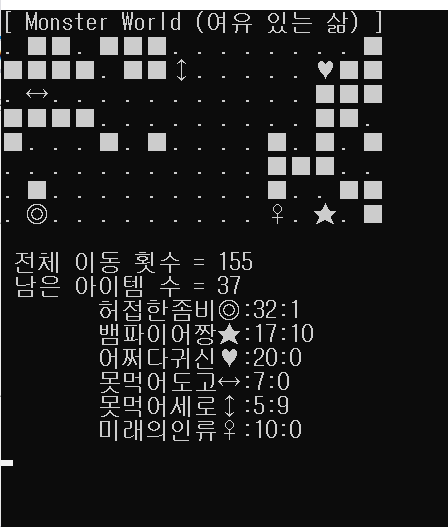 [ Monster World (여유 있는 삶) ]
. ■■. ■■■. . . . . . . . ■
■■■■. ■■↕. . . . . ♥■■
. ↔. . . . . . . . . . . ■■■
■■■■. . . . . . . . . ■■.
■. . . ■. ■. . . . ■. ■. ■
. . . . . . . . . . . ■■■. .
. ■. . . . . . . . . ■. . ■■
. ◎. . . . . . . . . ♀. ★. ■
전체 이동 횟수 = 155
남은 아이템 수 = 37
허접한좀비◎:32:1
뱀파이어짱★:17:10
어쩌다귀신♥:20:0
못먹어도고↔:7:0
못먹어세로↕:5:9
미래의인류♀:10:0